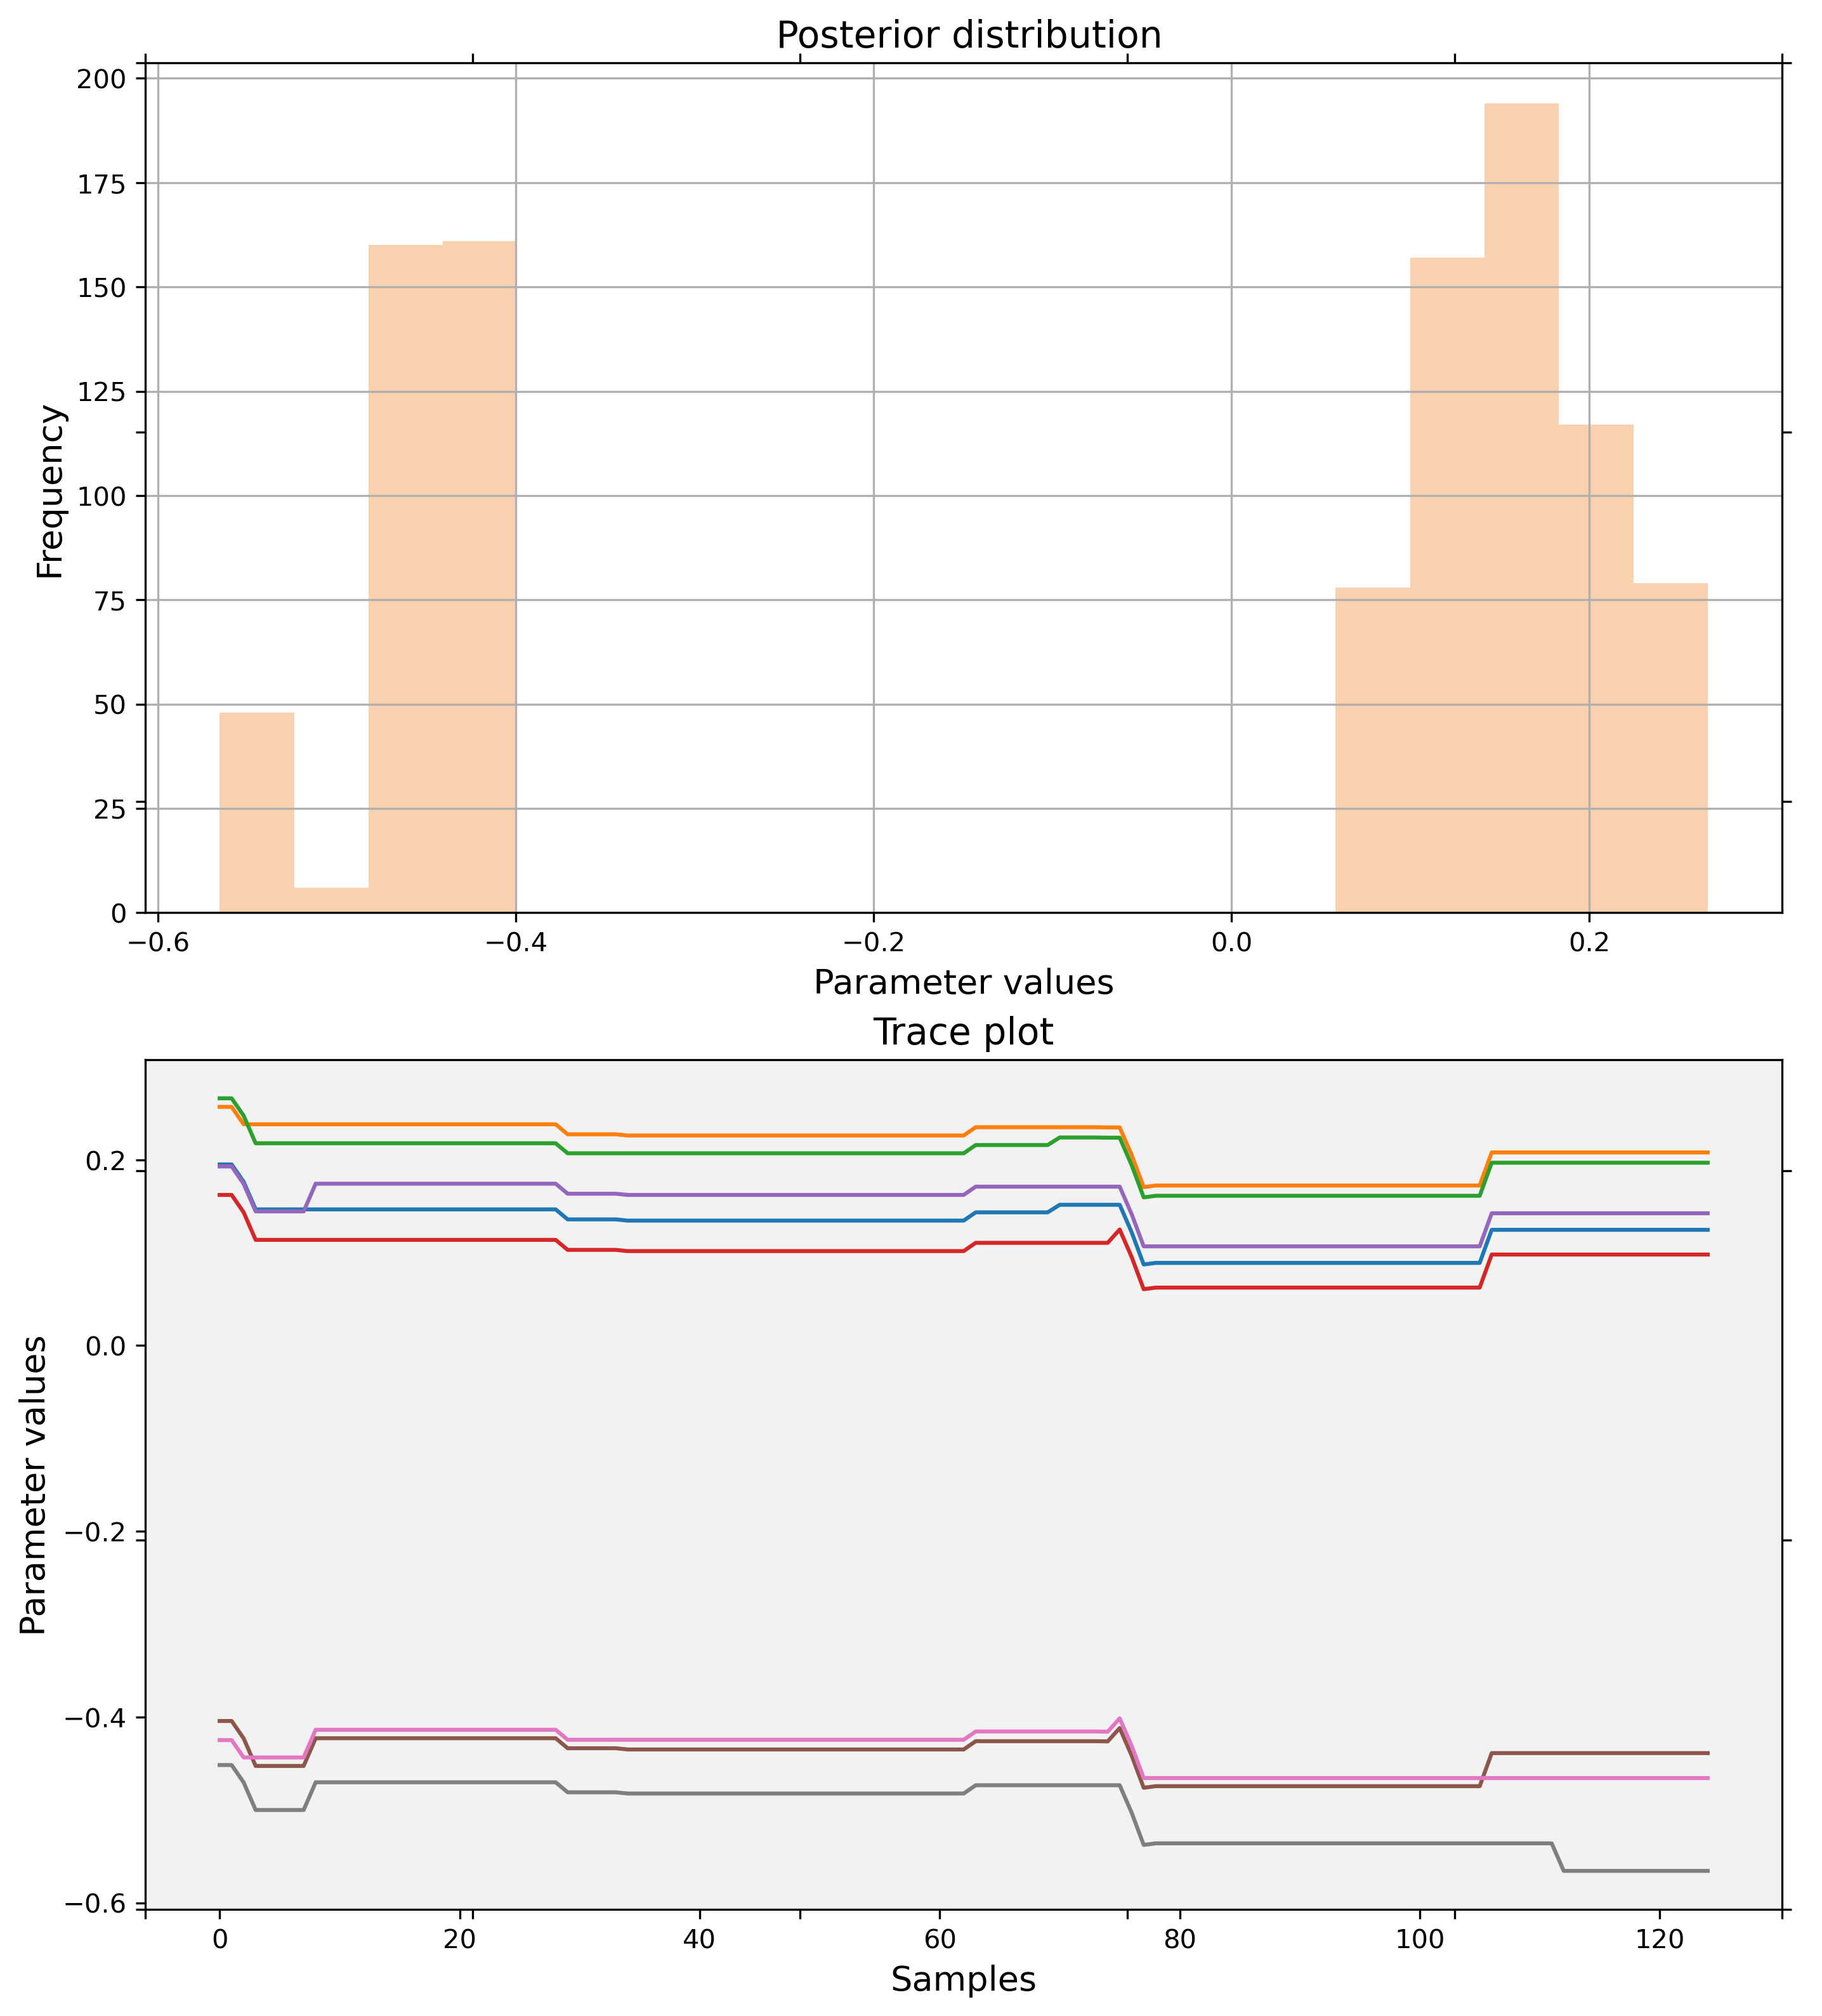 Posterior distribution
200
175
150
125
100
75
50
25
0
Frequency
−0.6 −0.4 −0.2 0.0 0.2
Parameter values
Trace plot
0.2
0.0
−0.2
−0.4
−0.6
Parameter values
0 20 40 60 80 100 120
Samples